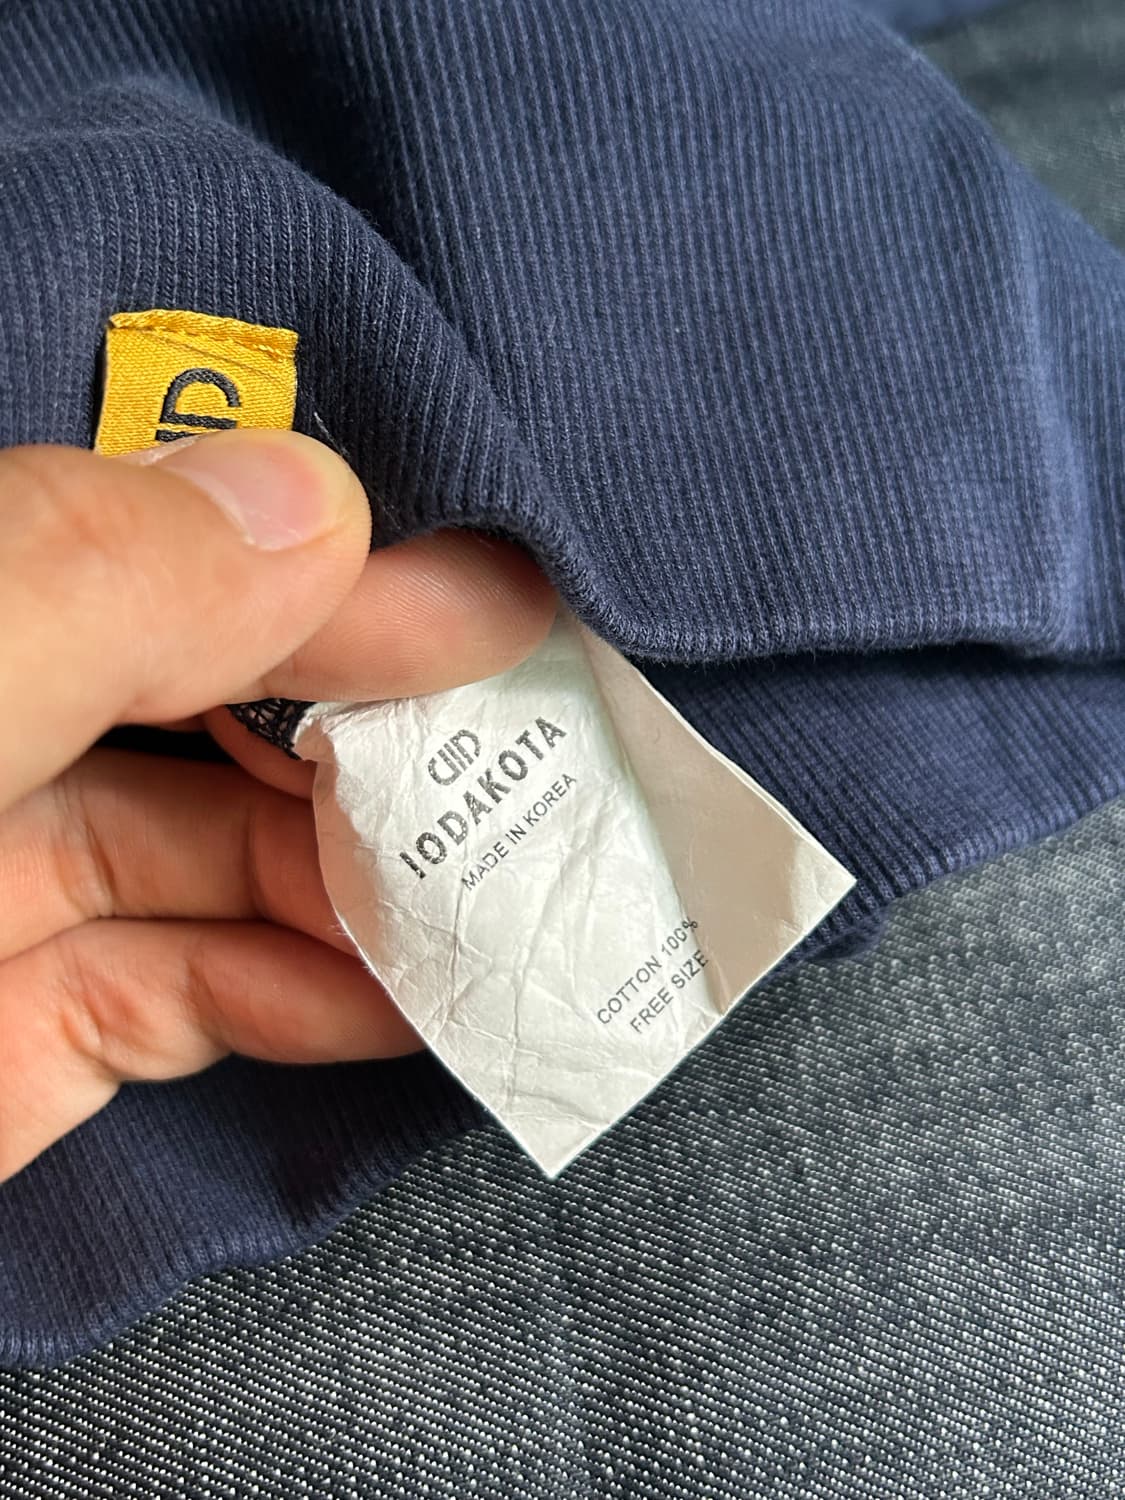 IODAKOTA
MADE IN KOREA
COTTON 100%
FREE SIZE